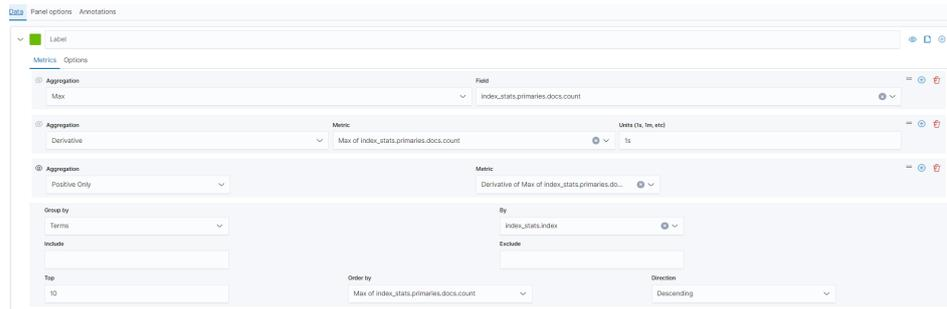 Data Panel options Annotations
Label
Metrics Options
Aggregation Field
Max index_stats.primaries.docs.count
Aggregation Metric Units (1s, 1m, etc)
Derivative Max of index_stats.primaries.docs.count 1s
Aggregation Metric
Positive Only Derivative of Max of index_stats.primaries.do...
Group by By
Terms index_stats.index
Include Exclude
Top Order by Direction
10 Max of index_stats.primaries.docs.count Descending